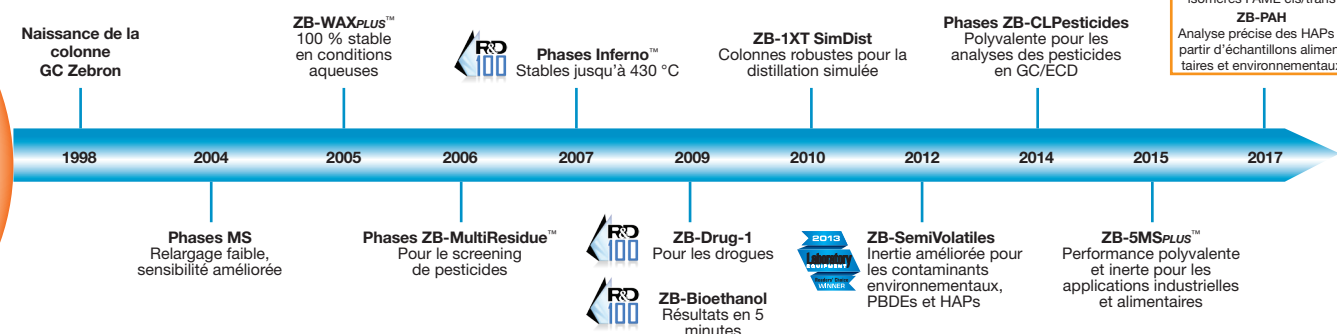 Naissance de la
colonne
GC Zebron
ZB-WAXPLUS™
100 % stable
en conditions
aqueuses
R&D
100
Phases Inferno™
Stables jusqu'à 430 °C
ZB-1XT SimDist
Colonnes robustes pour la
distillation simulée
Phases ZB-CLPesticides
Polyvalente pour les
analyses des pesticides
en GC/ECD
isomères FAME cis/trans
ZB-PAH
Analyse précise des HAPs
partir d'échantillons alimen
taires et environnementaux
1998 2004 2005 2006 2007 2009 2010 2012 2014 2015 2017
Phases MS
Relargage faible,
sensibilité améliorée
Phases ZB-MultiResidue™
Pour le screening
de pesticides
R&D
100
ZB-Drug-1
Pour les drogues
R&D
100
ZB-Bioethanol
Résultats en 5
minutes
2013
Laboratory
EQUIPMENT
Readers' Choice
WINNER
ZB-SemiVolatiles
Inertie améliorée pour
les contaminants
environnementaux,
PBDEs et HAPs
ZB-5MSPLUS™
Performance polyvalente
et inerte pour les
applications industrielles
et alimentaires